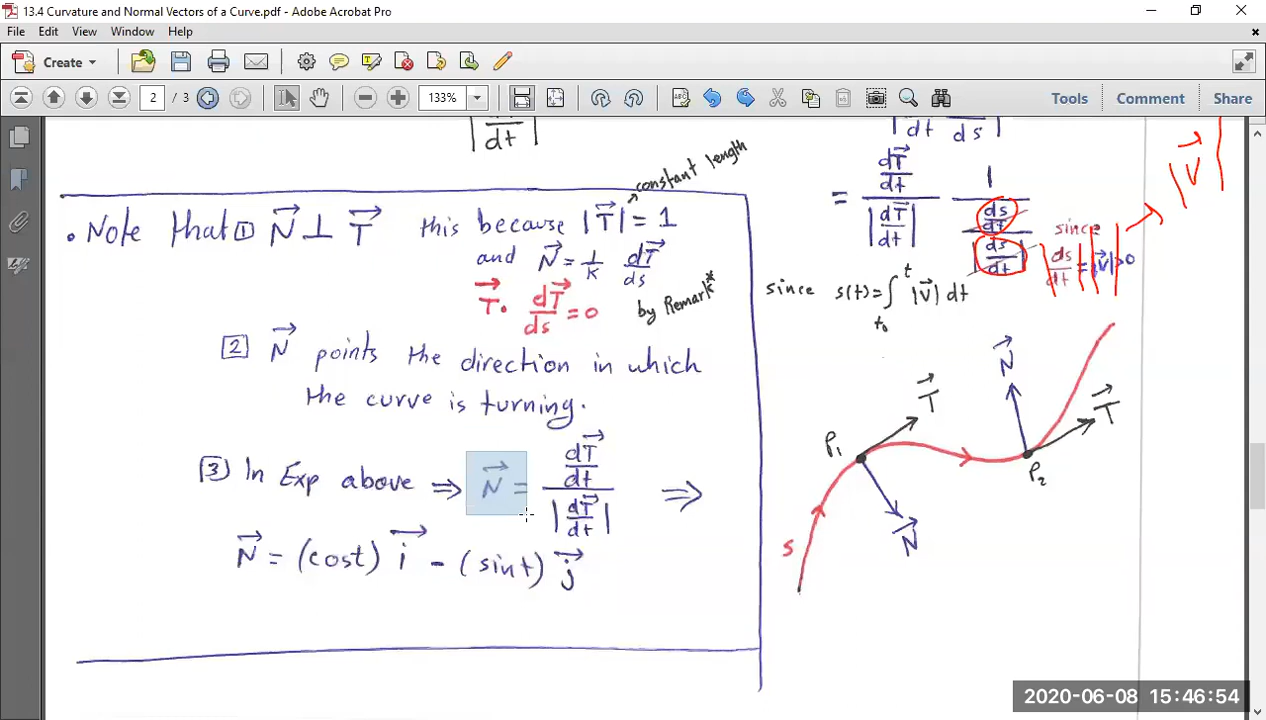 13.4 Curvature and Normal Vectors of a Curve.pdf - Adobe Acrobat Pro
File Edit View Window Help
Create
2 / 3
133%
Tools Comment Share
|dt|
. Note that [1] N⃗ ⊥ T⃗ this because |T⃗| = 1
constant length
and N⃗ = 1/K dT⃗/ds
T⃗ . dT⃗/ds = 0
by Remark*
[2] N⃗ points the direction in which
the curve is turning.
[3] In Exp above ⇒ N⃗ = dT⃗/dt / |dT⃗/dt| ⇒
N⃗ = (cost) i⃗ - (sint) j⃗
dt ds
= dT⃗/dt / |dT⃗/dt| 1 / (|ds/dt| / ds/dt)
since
|ds/dt| = |v⃗| > 0
|v⃗|
since s(t) = ∫ t₀ t |v⃗| dt
P₁ T⃗ N⃗
N⃗ T⃗ P₂
s
2020-06-08 15:46:54